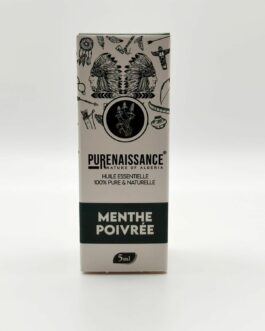 PURENAISSANCE®
NATURE OF ALGERIA
HUILE ESSENTIELLE
100% PURE & NATURELLE
MENTHE
POIVRÉE
5ml